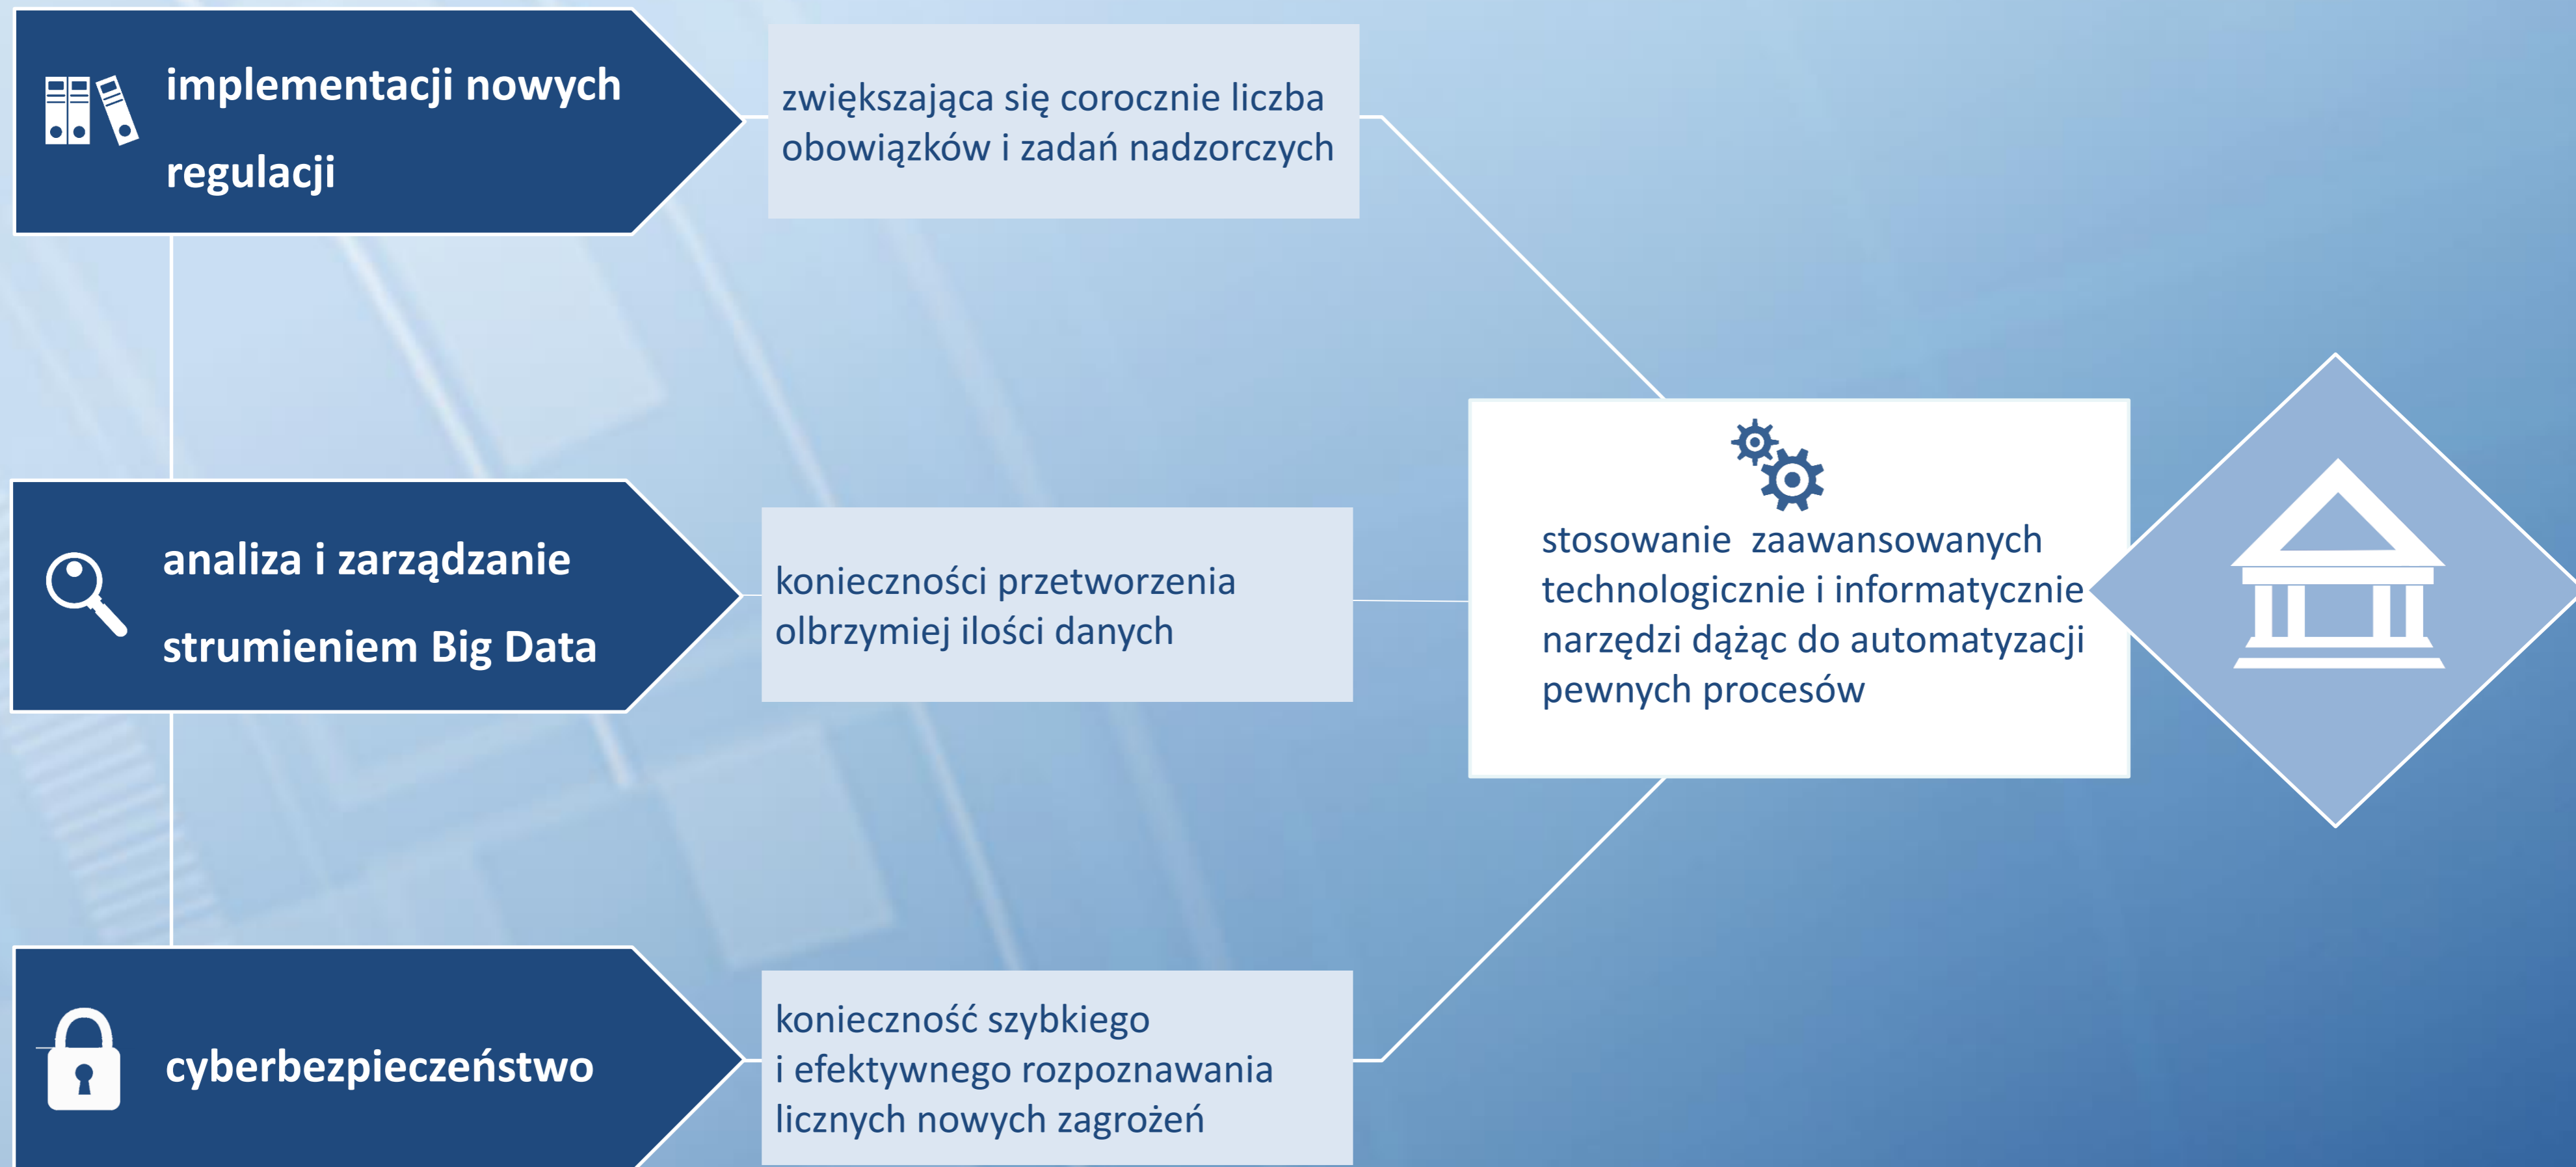 implementacji nowych
regulacji
zwiększająca się corocznie liczba
obowiązków i zadań nadzorczych
analiza i zarządzanie
strumieniem Big Data
konieczności przetworzenia
olbrzymiej ilości danych
cyberbezpieczeństwo
konieczność szybkiego
i efektywnego rozpoznawania
licznych nowych zagrożeń
stosowanie zaawansowanych
technologicznie i informatycznie
narzędzi dążąc do automatyzacji
pewnych procesów